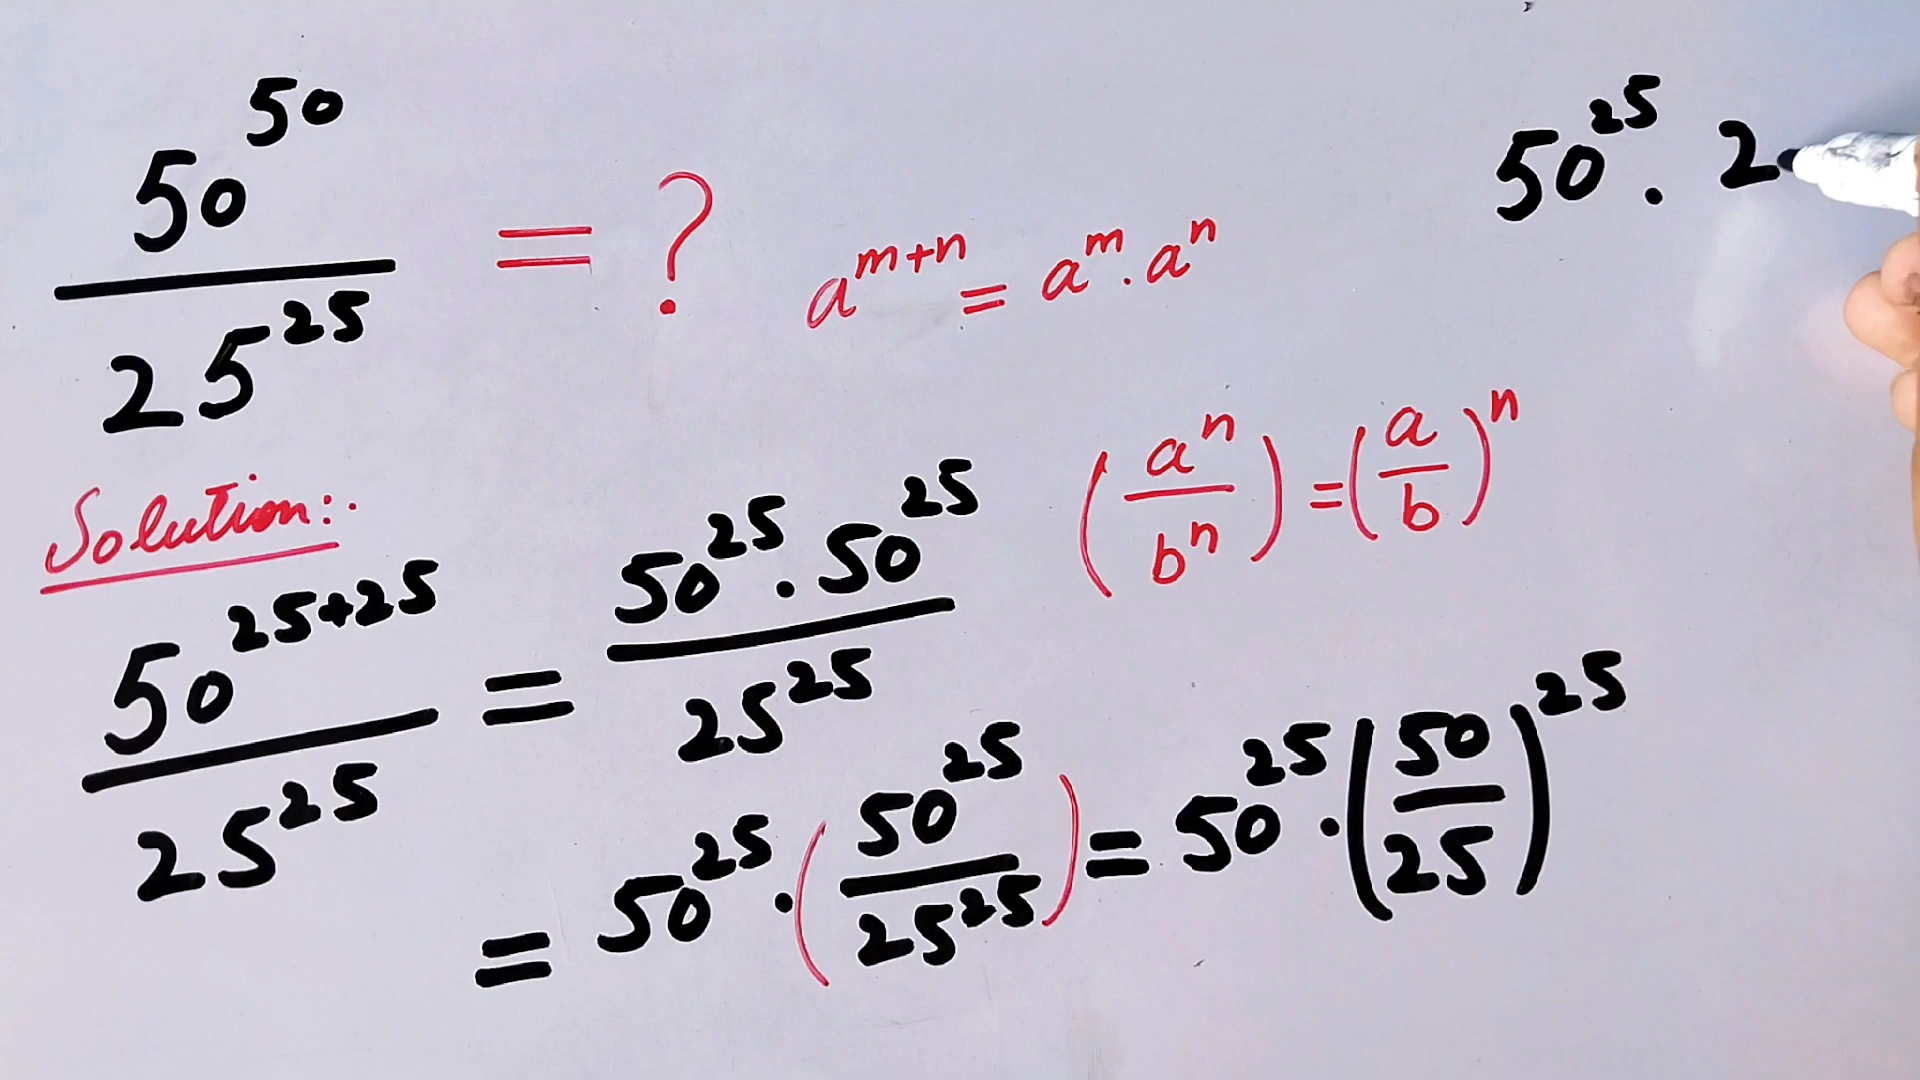 50^50 / 25^25 = ?
a^(m+n) = a^m . a^n
50^25 . 2
(a^n / b^n) = (a/b)^n
Solution:.
50^(25+25) / 25^25 = 50^25 . 50^25 / 25^25
= 50^25 . (50^25 / 25^25) = 50^25 . (50/25)^25